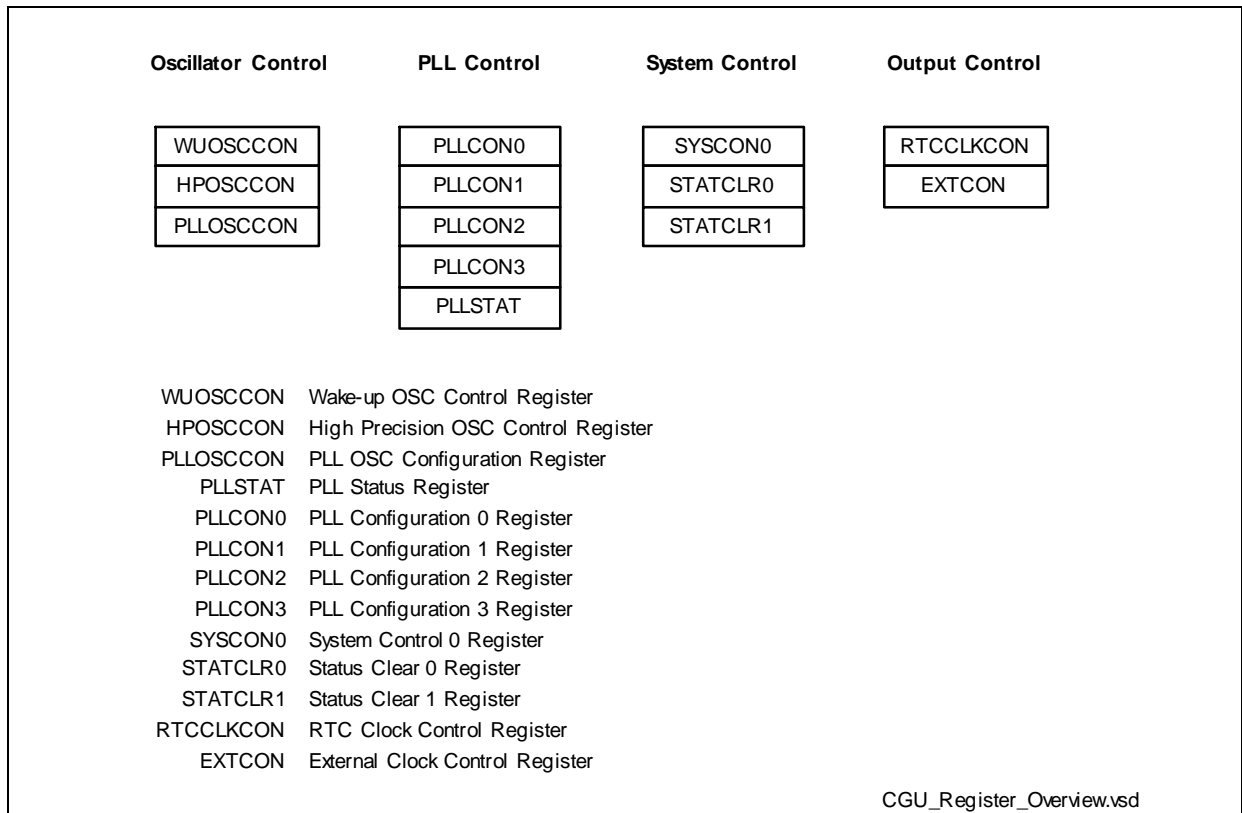 Oscillator Control PLL Control System Control Output Control
WUOSCCON PLLCON0 SYSCON0 RTCCLKCON
HPOSCCON PLLCON1 STATCLR0 EXTCON
PLLOSCCON PLLCON2 STATCLR1
PLLCON3
PLLSTAT
WUOSCCON Wake-up OSC Control Register
HPOSCCON High Precision OSC Control Register
PLLOSCCON PLL OSC Configuration Register
PLLSTAT PLL Status Register
PLLCON0 PLL Configuration 0 Register
PLLCON1 PLL Configuration 1 Register
PLLCON2 PLL Configuration 2 Register
PLLCON3 PLL Configuration 3 Register
SYSCON0 System Control 0 Register
STATCLR0 Status Clear 0 Register
STATCLR1 Status Clear 1 Register
RTCCLKCON RTC Clock Control Register
EXTCON External Clock Control Register
CGU_Register_Overview.vsd